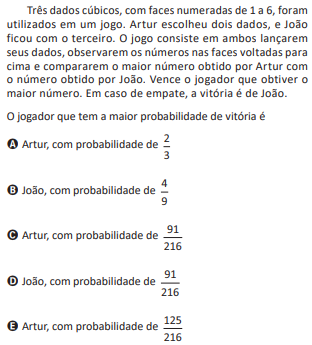 Três dados cúbicos, com faces numeradas de 1 a 6, foram
utilizados em um jogo. Artur escolheu dois dados, e João
ficou com o terceiro. O jogo consiste em ambos lançarem
seus dados, observarem os números nas faces voltadas para
cima e compararem o maior número obtido por Artur com
o número obtido por João. Vence o jogador que obtiver o
maior número. Em caso de empate, a vitória é de João.
O jogador que tem a maior probabilidade de vitória é
A Artur, com probabilidade de 2/3
B João, com probabilidade de 4/9
C Artur, com probabilidade de 91/216
D João, com probabilidade de 91/216
E Artur, com probabilidade de 125/216